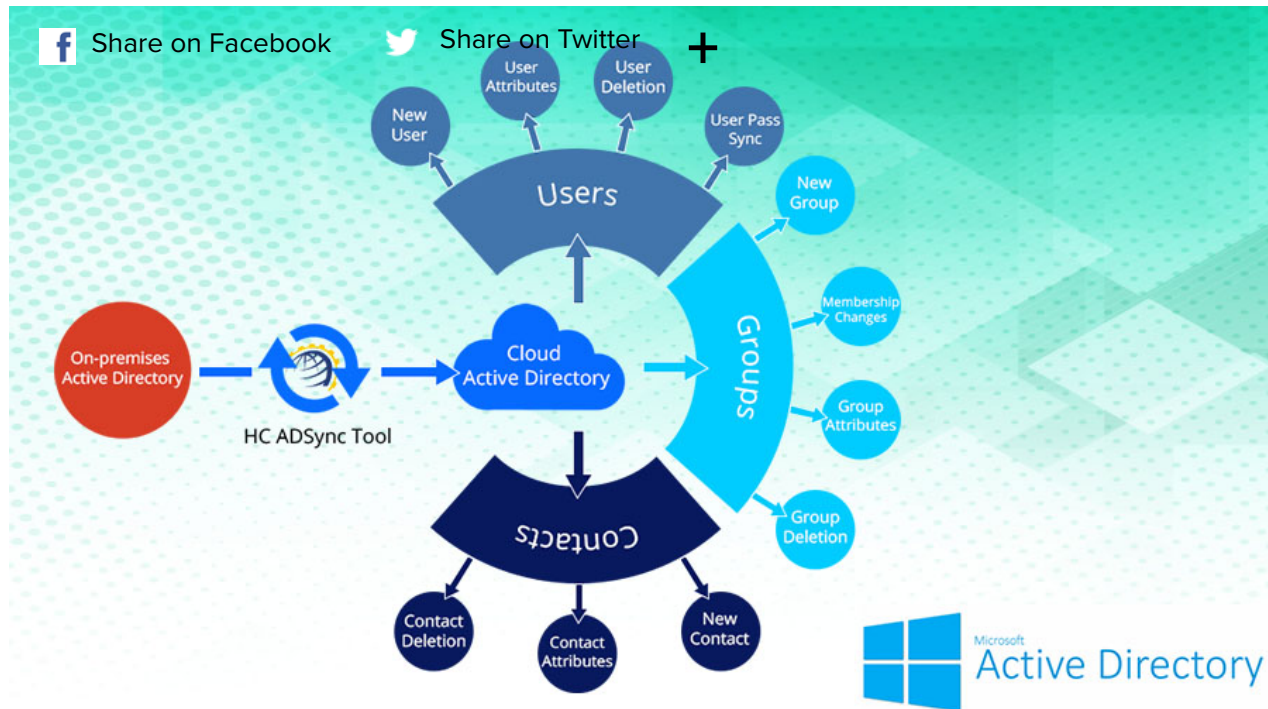 Share on Facebook
Share on Twitter
+
User
Attributes
User
Deletion
New
User
User Pass
Sync
Users
New
Group
Membership
Changes
Groups
Group
Attributes
Group
Deletion
On-premises
Active Directory
HC ADSync Tool
Cloud
Active Directory
Contacts
Contact
Deletion
Contact
Attributes
New
Contact
Microsoft
Active Directory